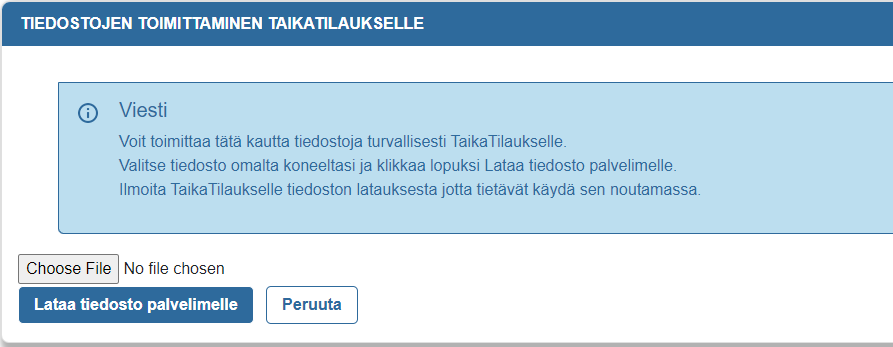 TIEDOSTOJEN TOIMITTAMINEN TAIKATILAUKSELLE
Viesti
Voit toimittaa tätä kautta tiedostoja turvallisesti TaikaTilaukselle.
Valitse tiedosto omalta koneeltasi ja klikkaa lopuksi Lataa tiedosto palvelimelle.
Ilmoita TaikaTilaukselle tiedoston latauksesta jotta tietävät käydä sen noutamassa.
Choose File No file chosen
Lataa tiedosto palvelimelle Peruuta